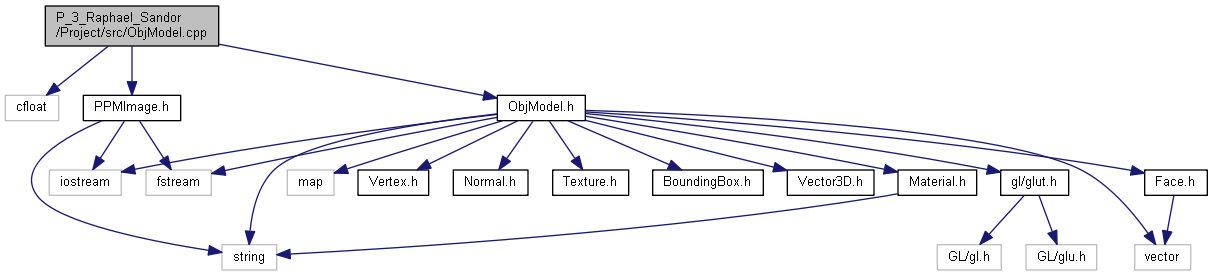 P_3_Raphael_Sandor
/Project/src/ObjModel.cpp
cfloat
PPMImage.h
ObjModel.h
iostream
fstream
map
Vertex.h
Normal.h
Texture.h
BoundingBox.h
Vector3D.h
Material.h
gl/glut.h
Face.h
string
GL/gl.h
GL/glu.h
vector